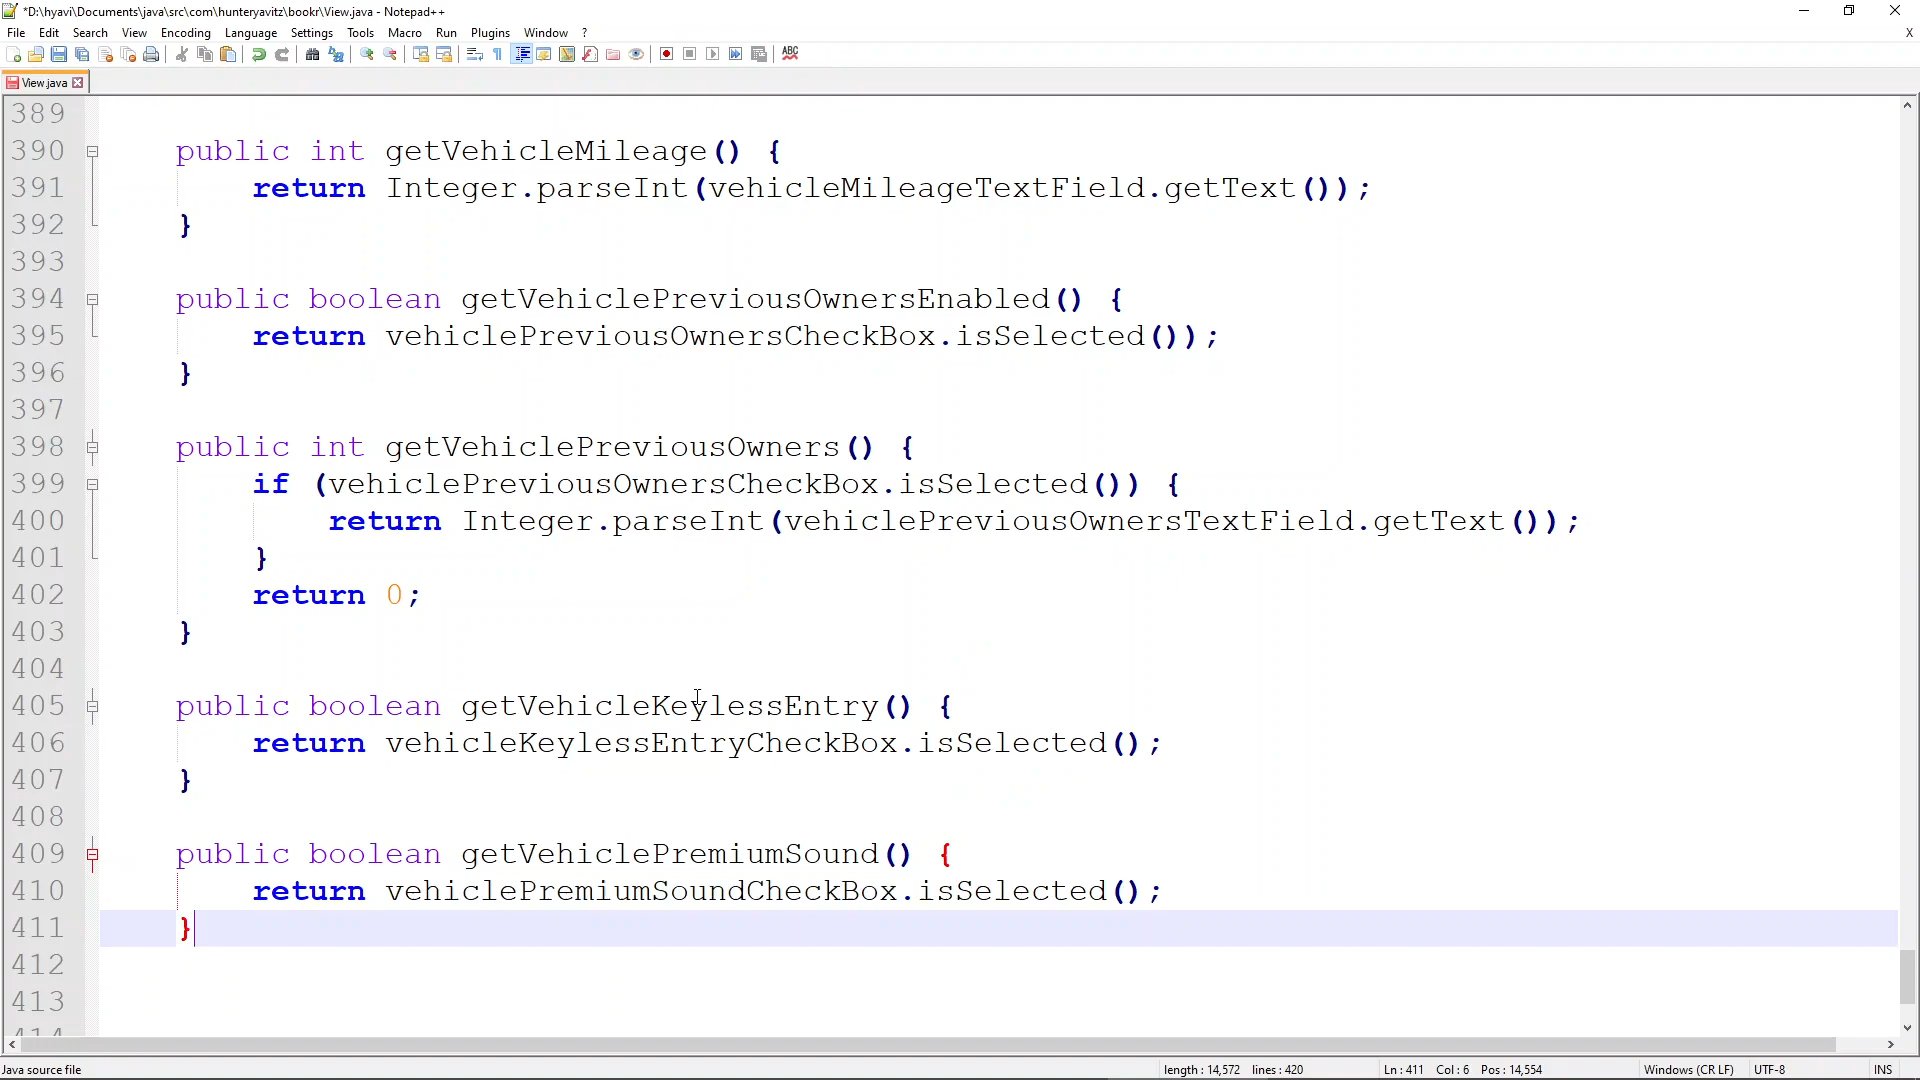 *D:\hyavi\Documents\java\src\com\hunteryavitz\bookr\View.java - Notepad++
File Edit Search View Encoding Language Settings Tools Macro Run Plugins Window ? X
ABC
View.java
389
390 public int getVehicleMileage() {
391 return Integer.parseInt(vehicleMileageTextField.getText());
392 }
393
394 public boolean getVehiclePreviousOwnersEnabled() {
395 return vehiclePreviousOwnersCheckBox.isSelected());
396 }
397
398 public int getVehiclePreviousOwners() {
399 if (vehiclePreviousOwnersCheckBox.isSelected()) {
400 return Integer.parseInt(vehiclePreviousOwnersTextField.getText());
401 }
402 return 0;
403 }
404
405 public boolean getVehicleKeylessEntry() {
406 return vehicleKeylessEntryCheckBox.isSelected();
407 }
408
409 public boolean getVehiclePremiumSound() {
410 return vehiclePremiumSoundCheckBox.isSelected();
411 }
412
413
414
Java source file length : 14,572 lines : 420 Ln : 411 Col : 6 Pos : 14,554 Windows (CR LF) UTF-8 INS